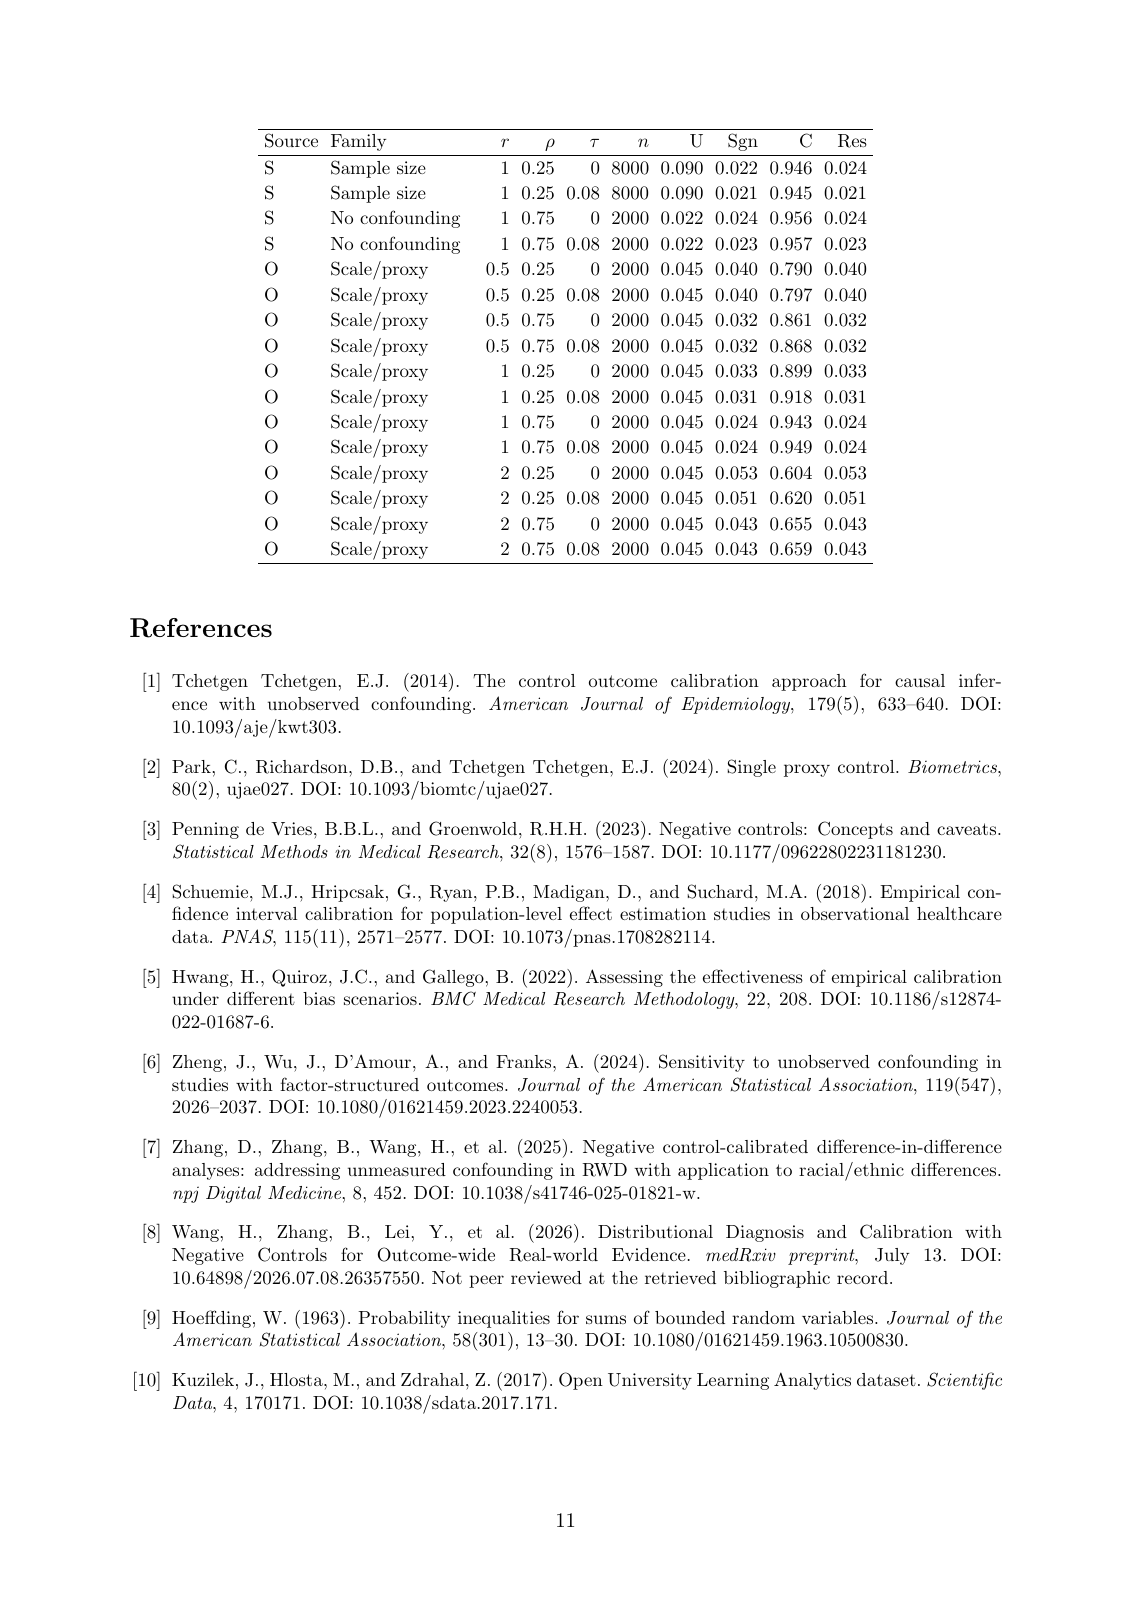 Source Family r ρ τ n U Sgn C Res
S Sample size 1 0.25 0 8000 0.090 0.022 0.946 0.024
S Sample size 1 0.25 0.08 8000 0.090 0.021 0.945 0.021
S No confounding 1 0.75 0 2000 0.022 0.024 0.956 0.024
S No confounding 1 0.75 0.08 2000 0.022 0.023 0.957 0.023
O Scale/proxy 0.5 0.25 0 2000 0.045 0.040 0.790 0.040
O Scale/proxy 0.5 0.25 0.08 2000 0.045 0.040 0.797 0.040
O Scale/proxy 0.5 0.75 0 2000 0.045 0.032 0.861 0.032
O Scale/proxy 0.5 0.75 0.08 2000 0.045 0.032 0.868 0.032
O Scale/proxy 1 0.25 0 2000 0.045 0.033 0.899 0.033
O Scale/proxy 1 0.25 0.08 2000 0.045 0.031 0.918 0.031
O Scale/proxy 1 0.75 0 2000 0.045 0.024 0.943 0.024
O Scale/proxy 1 0.75 0.08 2000 0.045 0.024 0.949 0.024
O Scale/proxy 2 0.25 0 2000 0.045 0.053 0.604 0.053
O Scale/proxy 2 0.25 0.08 2000 0.045 0.051 0.620 0.051
O Scale/proxy 2 0.75 0 2000 0.045 0.043 0.655 0.043
O Scale/proxy 2 0.75 0.08 2000 0.045 0.043 0.659 0.043
References
[1] Tchetgen Tchetgen, E.J. (2014). The control outcome calibration approach for causal infer-
ence with unobserved confounding. American Journal of Epidemiology, 179(5), 633–640. DOI:
10.1093/aje/kwt303.
[2] Park, C., Richardson, D.B., and Tchetgen Tchetgen, E.J. (2024). Single proxy control. Biometrics,
80(2), ujae027. DOI: 10.1093/biomtc/ujae027.
[3] Penning de Vries, B.B.L., and Groenwold, R.H.H. (2023). Negative controls: Concepts and caveats.
Statistical Methods in Medical Research, 32(8), 1576–1587. DOI: 10.1177/09622802231181230.
[4] Schuemie, M.J., Hripcsak, G., Ryan, P.B., Madigan, D., and Suchard, M.A. (2018). Empirical con-
fidence interval calibration for population-level effect estimation studies in observational healthcare
data. PNAS, 115(11), 2571–2577. DOI: 10.1073/pnas.1708282114.
[5] Hwang, H., Quiroz, J.C., and Gallego, B. (2022). Assessing the effectiveness of empirical calibration
under different bias scenarios. BMC Medical Research Methodology, 22, 208. DOI: 10.1186/s12874-
022-01687-6.
[6] Zheng, J., Wu, J., D'Amour, A., and Franks, A. (2024). Sensitivity to unobserved confounding in
studies with factor-structured outcomes. Journal of the American Statistical Association, 119(547),
2026–2037. DOI: 10.1080/01621459.2023.2240053.
[7] Zhang, D., Zhang, B., Wang, H., et al. (2025). Negative control-calibrated difference-in-difference
analyses: addressing unmeasured confounding in RWD with application to racial/ethnic differences.
npj Digital Medicine, 8, 452. DOI: 10.1038/s41746-025-01821-w.
[8] Wang, H., Zhang, B., Lei, Y., et al. (2026). Distributional Diagnosis and Calibration with
Negative Controls for Outcome-wide Real-world Evidence. medRxiv preprint, July 13. DOI:
10.64898/2026.07.08.26357550. Not peer reviewed at the retrieved bibliographic record.
[9] Hoeffding, W. (1963). Probability inequalities for sums of bounded random variables. Journal of the
American Statistical Association, 58(301), 13–30. DOI: 10.1080/01621459.1963.10500830.
[10] Kuzilek, J., Hlosta, M., and Zdrahal, Z. (2017). Open University Learning Analytics dataset. Scientific
Data, 4, 170171. DOI: 10.1038/sdata.2017.171.
11